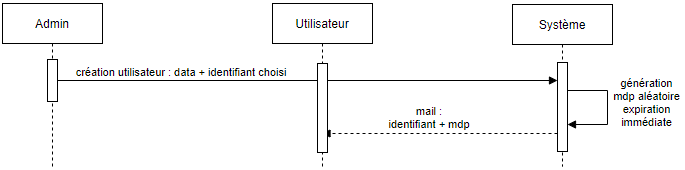 Admin
Utilisateur
Système
création utilisateur : data + identifiant choisi
génération
mdp aléatoire
expiration
immédiate
mail :
identifiant + mdp